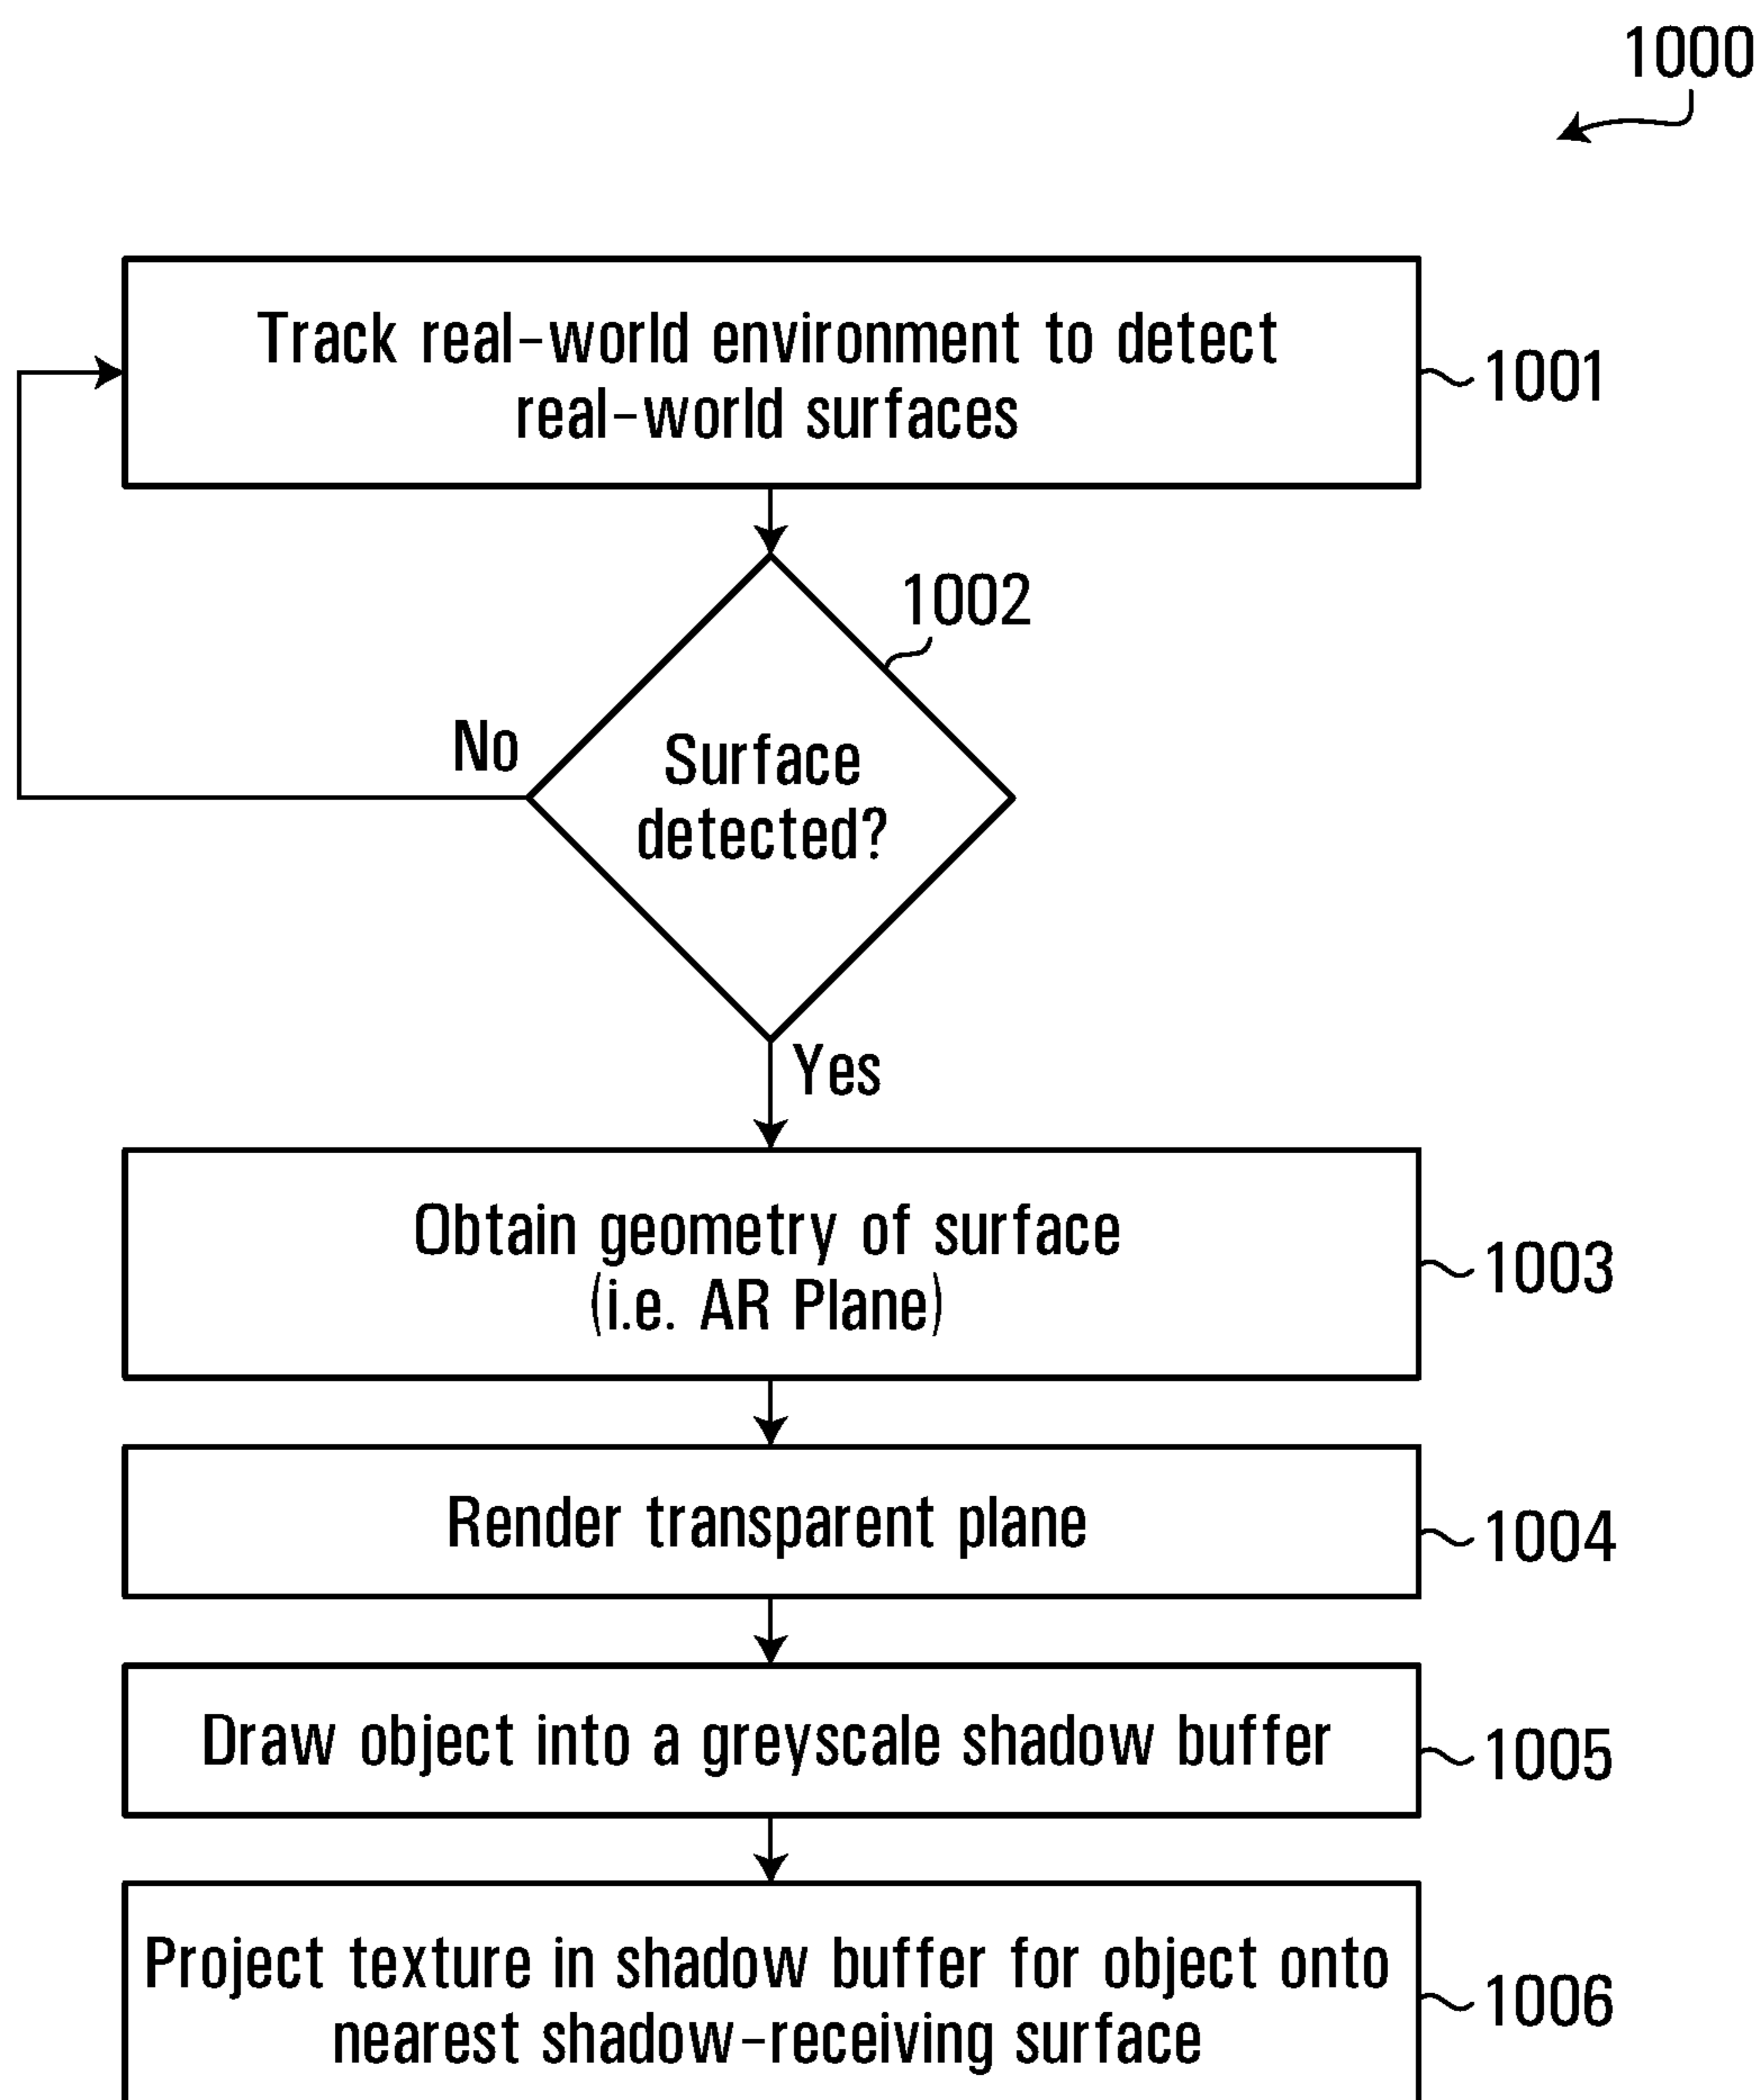 1000
Track real-world environment to detect
real-world surfaces
1001
1002
Surface
detected?
No
Yes
Obtain geometry of surface
(i.e. AR Plane)
1003
Render transparent plane
1004
Draw object into a greyscale shadow buffer
1005
Project texture in shadow buffer for object onto
nearest shadow-receiving surface
1006